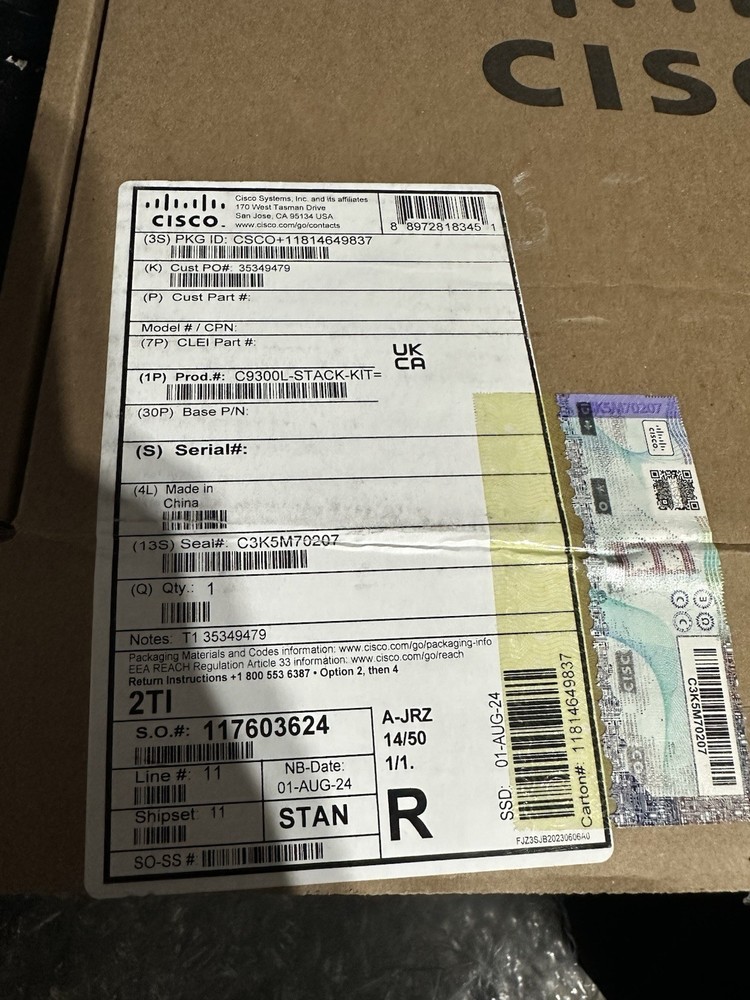 CISCO
CISCO
Cisco Systems, Inc. and its affiliates
170 West Tasman Drive
San Jose, CA 95134 USA
www.cisco.com/go/contacts
8 8972818345 1
(3S) PKG ID: CSCO+11814649837
(K) Cust PO#: 35349479
(P) Cust Part #:
Model # / CPN:
(7P) CLEI Part #:
UK
CA
(1P) Prod.#: C9300L-STACK-KIT=
(30P) Base P/N:
(S) Serial#:
(4L) Made in
China
(13S) Seal#: C3K5M70207
(Q) Qty.: 1
Notes: T1 35349479
Packaging Materials and Codes information: www.cisco.com/go/packaging-info
EEA REACH Regulation Article 33 information: www.cisco.com/go/reach
Return Instructions +1 800 553 6387 • Option 2, then 4
2TI
S.O.#: 117603624
Line #: 11
Shipset: 11
NB-Date:
01-AUG-24
STAN
SO-SS #:
A-JRZ
14/50
1/1.
R
SSD: 01-AUG-24
Carton#: 11814649837
FJZ3SJB20230606A0
C3K5M70207
CISCO
CISCO
C3K5M70207